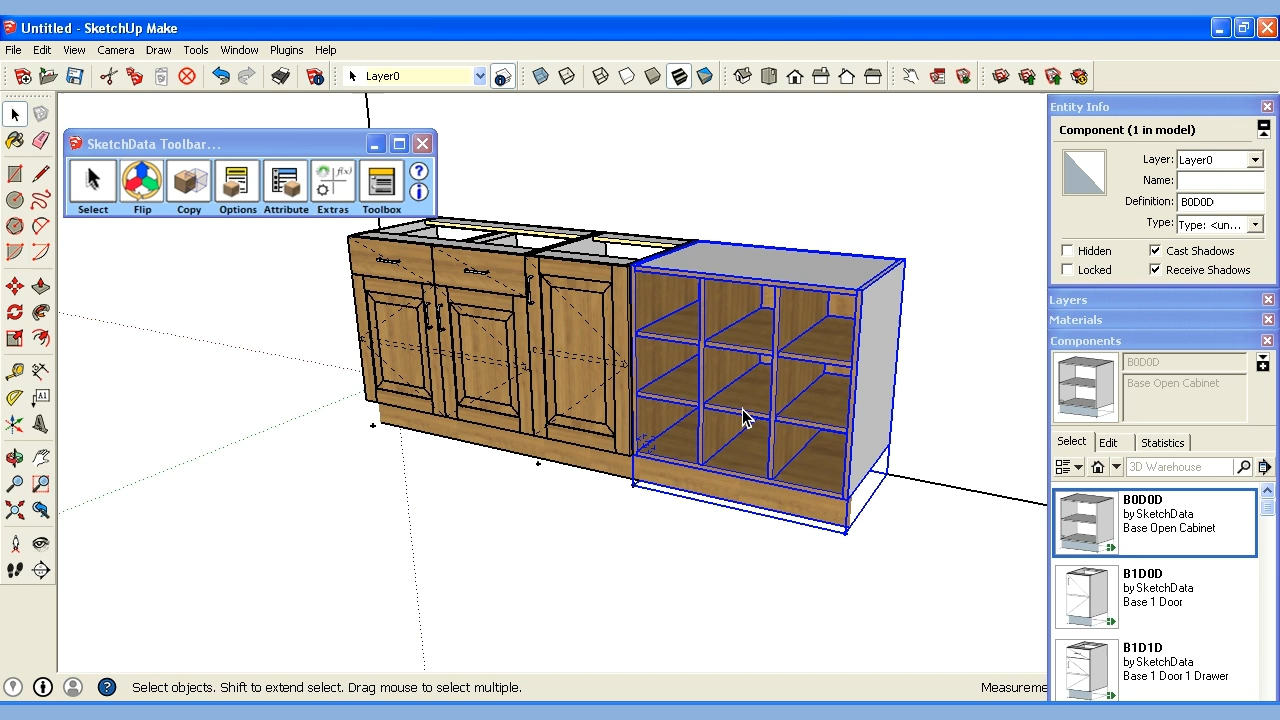 Untitled - SketchUp Make
File Edit View Camera Draw Tools Window Plugins Help
Layer0
SketchData Toolbar...
Select Flip Copy Options Attribute Extras Toolbox
Entity Info
Component (1 in model)
Layer: Layer0
Name:
Definition: B0D0D
Type: Type: <un...
Hidden Cast Shadows
Locked Receive Shadows
Layers
Materials
Components
B0D0D
Base Open Cabinet
Select Edit Statistics
3D Warehouse
B0D0D
by SketchData
Base Open Cabinet
B1D0D
by SketchData
Base 1 Door
B1D1D
by SketchData
Base 1 Door 1 Drawer
Select objects. Shift to extend select. Drag mouse to select multiple.
Measureme